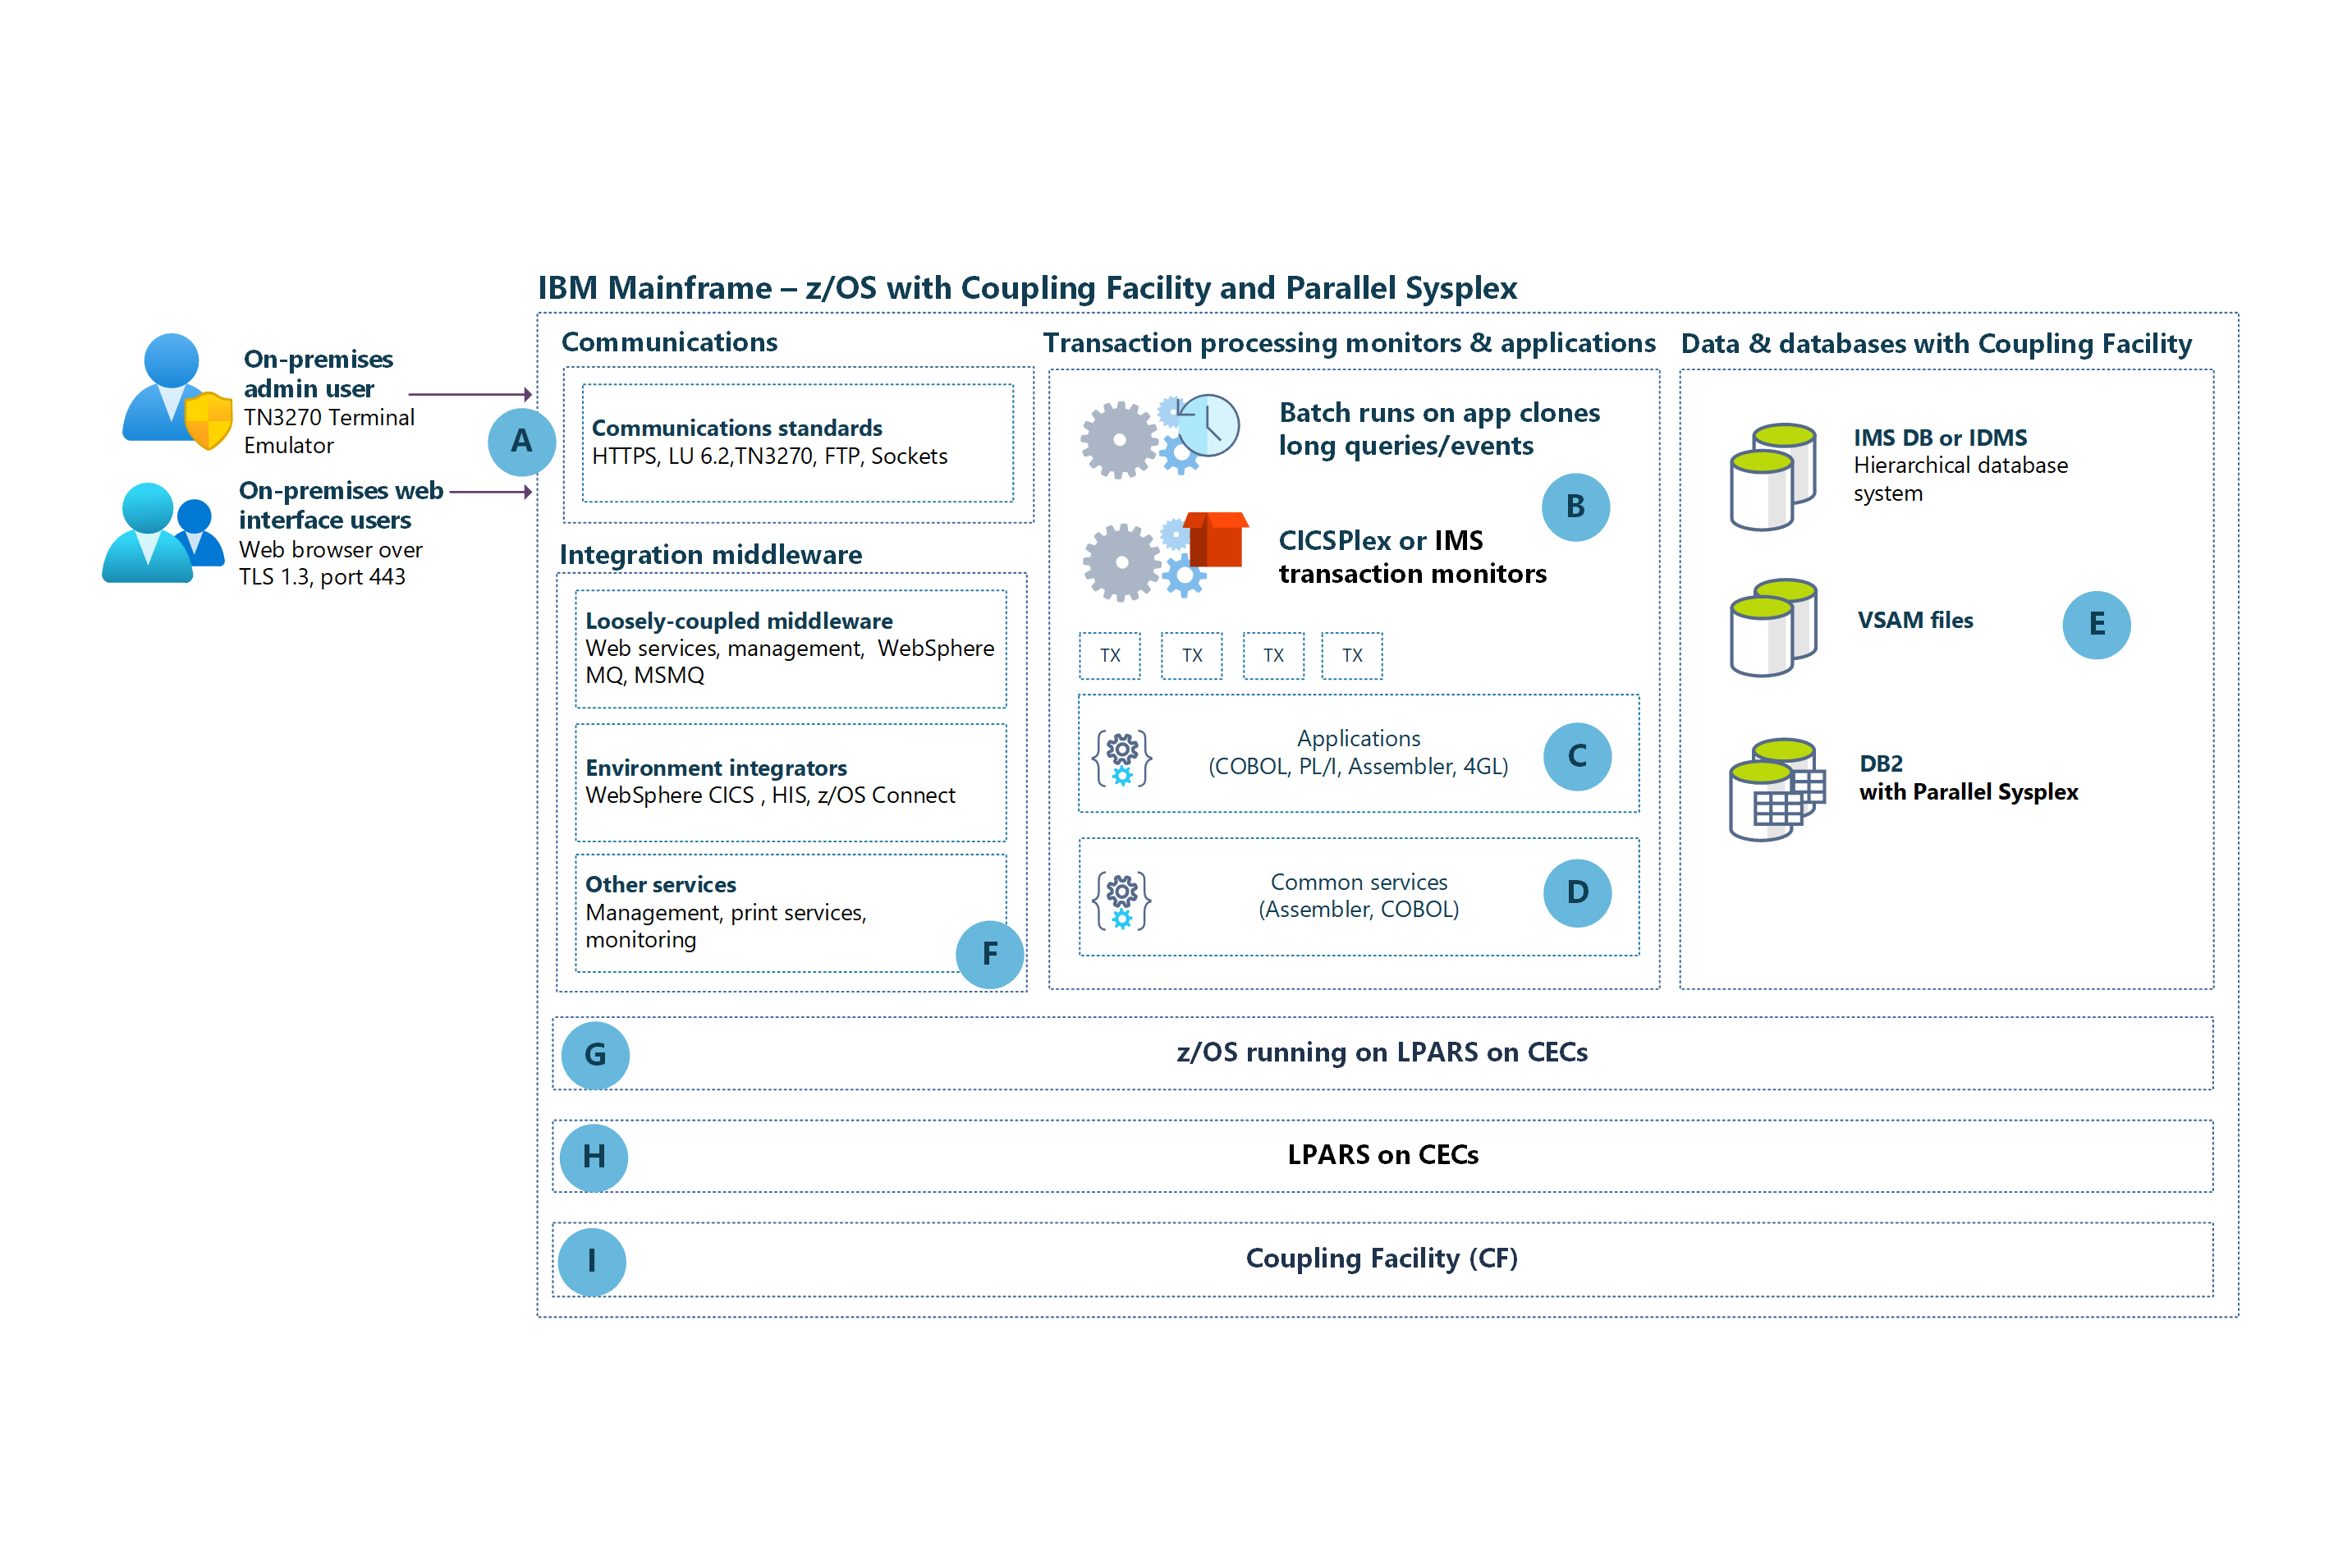 IBM Mainframe – z/OS with Coupling Facility and Parallel Sysplex
On-premises
admin user
TN3270 Terminal
Emulator
On-premises web
interface users
Web browser over
TLS 1.3, port 443
A
Communications
Communications standards
HTTPS, LU 6.2,TN3270, FTP, Sockets
Integration middleware
Loosely-coupled middleware
Web services, management,  WebSphere
MQ, MSMQ
Environment integrators
WebSphere CICS , HIS, z/OS Connect
Other services
Management, print services,
monitoring
F
Transaction processing monitors & applications
Batch runs on app clones
long queries/events
B
CICSPlex or IMS
transaction monitors
TX
TX
TX
TX
Applications
(COBOL, PL/I, Assembler, 4GL)
C
Common services
(Assembler, COBOL)
D
Data & databases with Coupling Facility
IMS DB or IDMS
Hierarchical database
system
VSAM files
E
DB2
with Parallel Sysplex
G
z/OS running on LPARS on CECs
H
LPARS on CECs
I
Coupling Facility (CF)